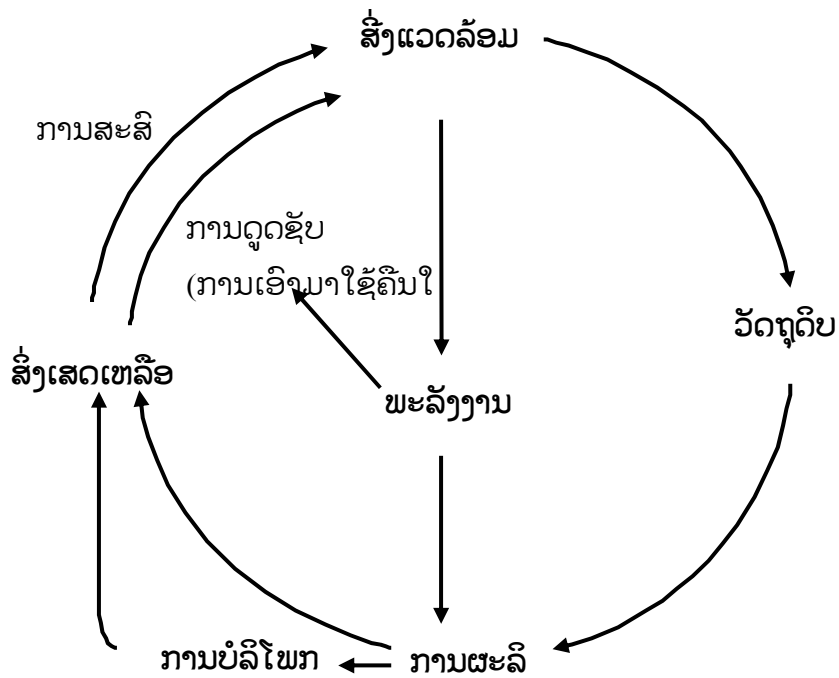 ສີ່ງແວດລ້ອມ
ການສະສົ
ການດູດຊັບ
(ການເອົາມາໃຊ້ຄືນໃ
ວັດຖຸດິບ
ສິ່ງເສດເຫລືອ
ພະລັງງານ
ການບໍລິໂພກ
ການຜະລິ